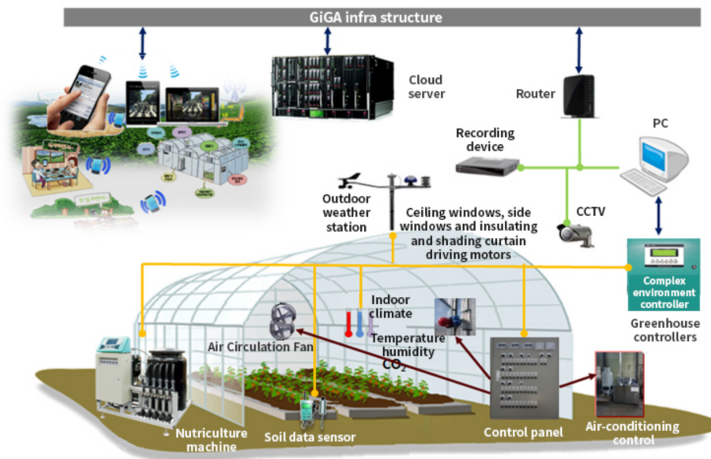 GiGA infra structure
Cloud
server
Router
PC
Recording
device
CCTV
Outdoor
weather
station
Ceiling windows, side
windows and insulating
and shading curtain
driving motors
Complex
environment
controller
Greenhouse
controllers
Indoor
climate
Air Circulation Fan
Temperature
humidity
CO₂
Nutriculture
machine
Soil data sensor
Control panel
Air-conditioning
control